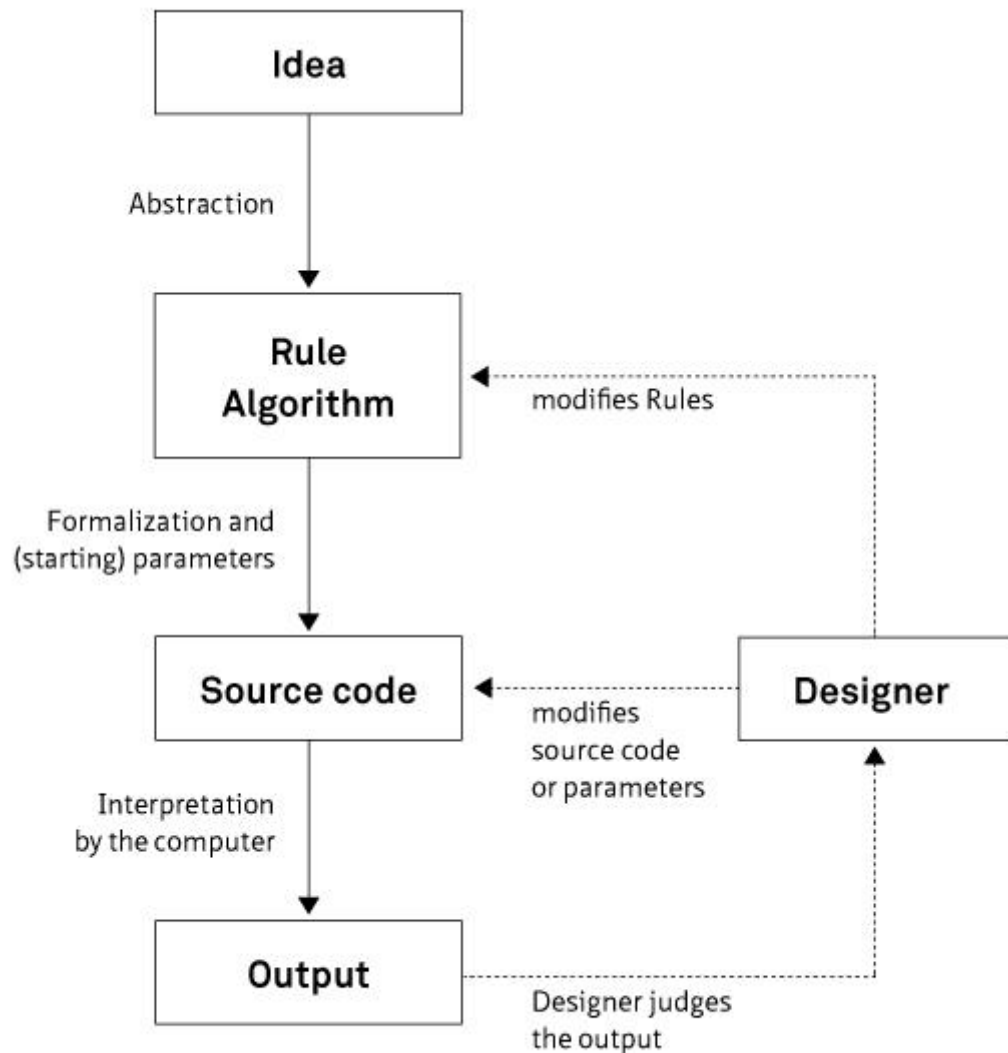 Idea
Abstraction
Rule
Algorithm
modifies Rules
Formalization and
(starting) parameters
Source code
Designer
modifies
source code
or parameters
Interpretation
by the computer
Output
Designer judges
the output